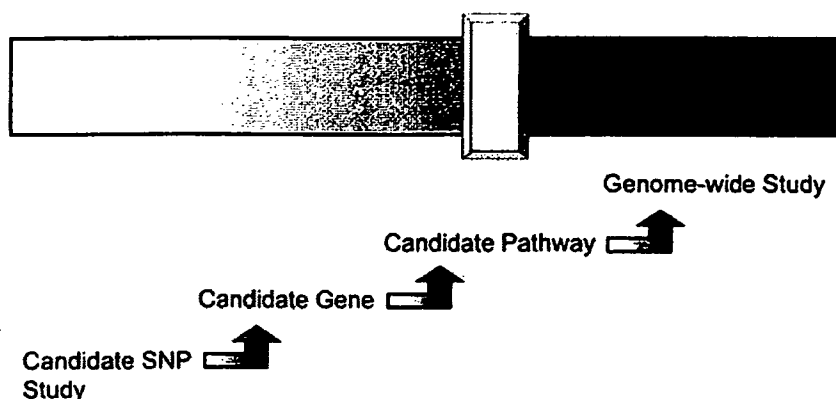 Genome-wide Study
Candidate Pathway
Candidate Gene
Candidate SNP
Study